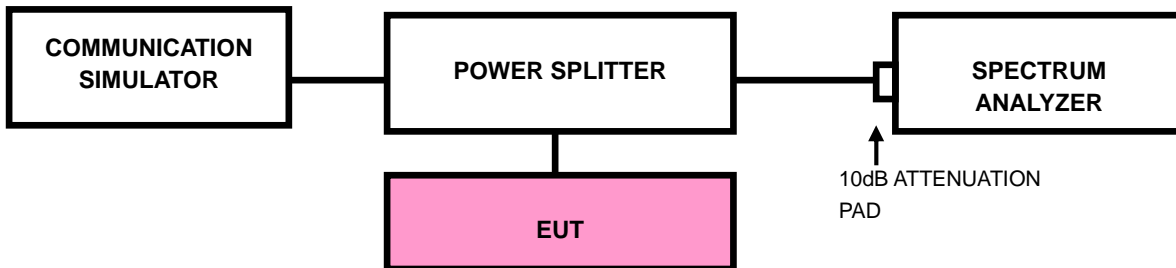 COMMUNICATION
SIMULATOR
POWER SPLITTER
SPECTRUM
ANALYZER
10dB ATTENUATION
PAD
EUT